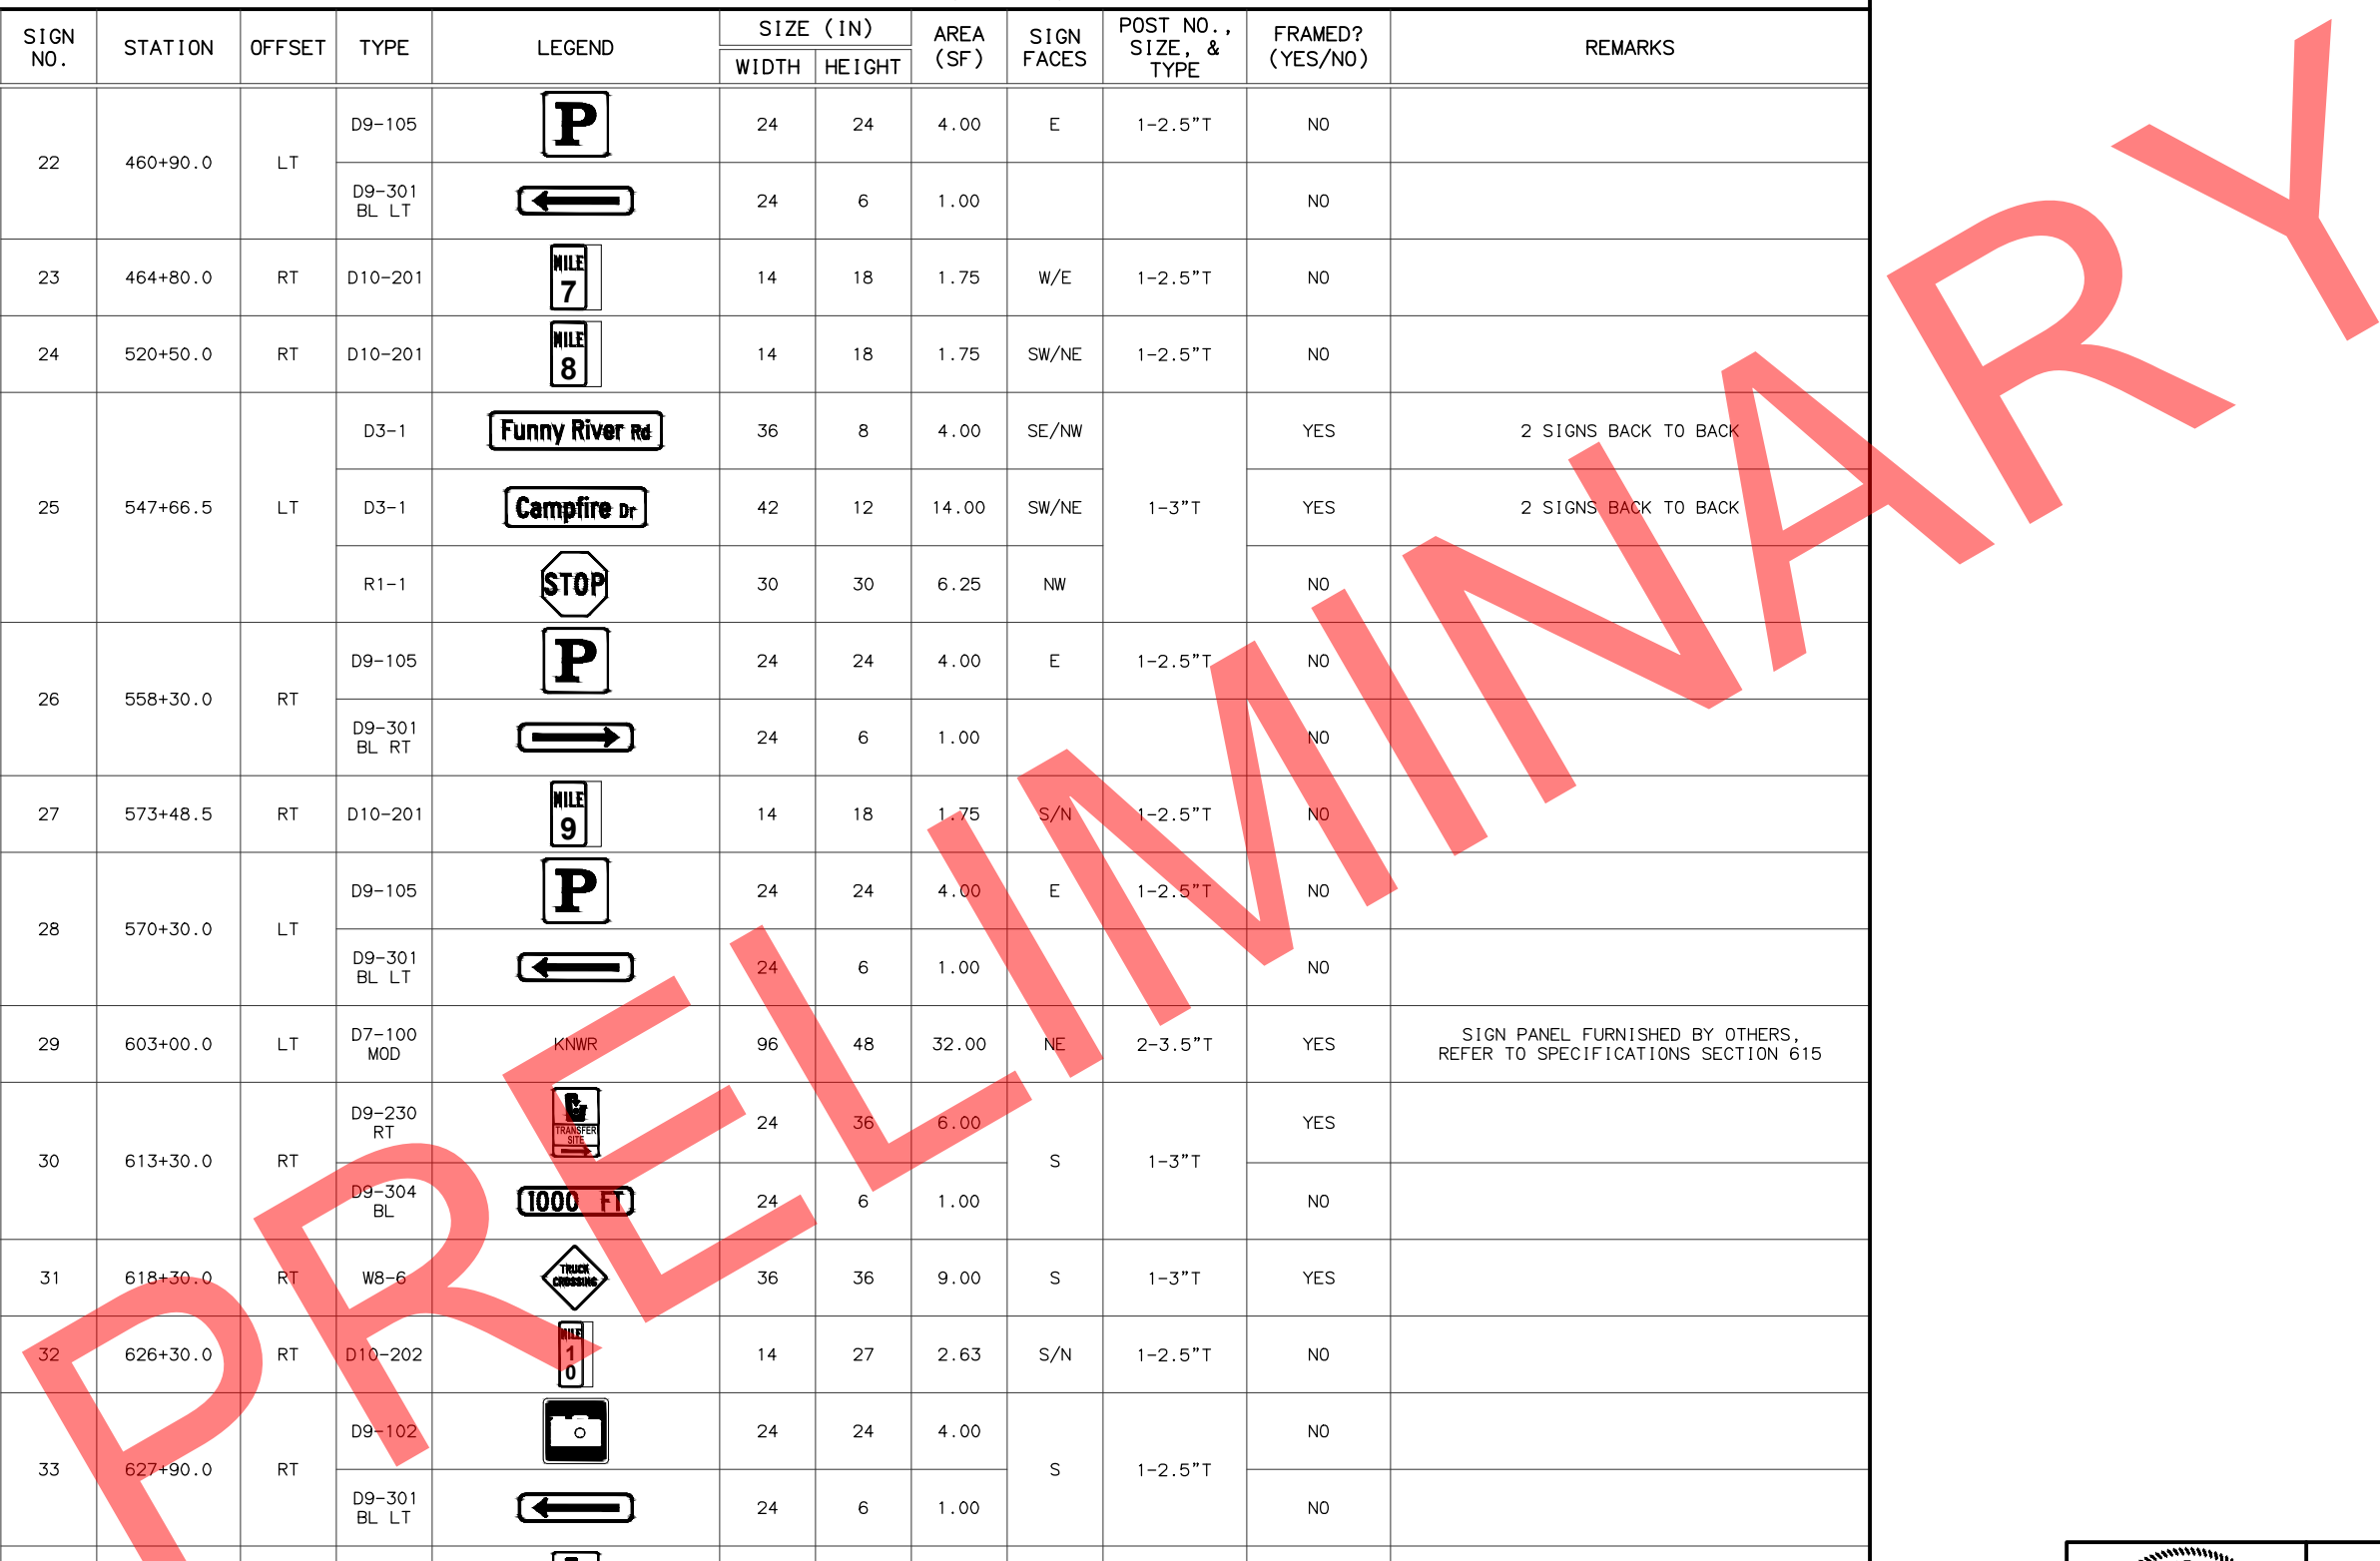 SIGN NO. STATION OFFSET TYPE LEGEND SIZE (IN) WIDTH HEIGHT AREA (SF) SIGN FACES POST NO., SIZE, & TYPE FRAMED? (YES/NO) REMARKS
22 460+90.0 LT D9-105 P 24 24 4.00 E 1-2.5"T NO
D9-301 BL LT 24 6 1.00 NO
23 464+80.0 RT D10-201 MILE 7 14 18 1.75 W/E 1-2.5"T NO
24 520+50.0 RT D10-201 MILE 8 14 18 1.75 SW/NE 1-2.5"T NO
25 547+66.5 LT D3-1 Funny River Rd 36 8 4.00 SE/NW 1-3"T YES 2 SIGNS BACK TO BACK
D3-1 Campfire Dr 42 12 14.00 SW/NE YES 2 SIGNS BACK TO BACK
R1-1 STOP 30 30 6.25 NW NO
26 558+30.0 RT D9-105 P 24 24 4.00 E 1-2.5"T NO
D9-301 BL RT 24 6 1.00 NO
27 573+48.5 RT D10-201 MILE 9 14 18 1.75 S/N 1-2.5"T NO
28 570+30.0 LT D9-105 P 24 24 4.00 E 1-2.5"T NO
D9-301 BL LT 24 6 1.00 NO
29 603+00.0 LT D7-100 MOD KNWR 96 48 32.00 NE 2-3.5"T YES SIGN PANEL FURNISHED BY OTHERS, REFER TO SPECIFICATIONS SECTION 615
30 613+30.0 RT D9-230 RT TRANSFER SITE 24 36 6.00 S 1-3"T YES
D9-304 BL 1000 FT 24 6 1.00 NO
31 618+30.0 RT W8-6 TRUCK CROSSING 36 36 9.00 S 1-3"T YES
32 626+30.0 RT D10-202 MILE 10 14 27 2.63 S/N 1-2.5"T NO
33 627+90.0 RT D9-102 24 24 4.00 S 1-2.5"T NO
D9-301 BL LT 24 6 1.00 NO
PRELIMINARY